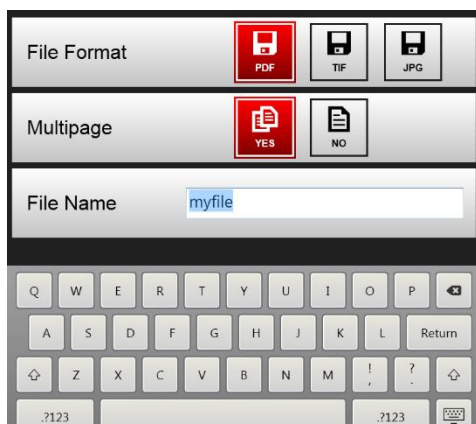 File Format
PDF TIF JPG
Multipage
YES NO
File Name myfile
Q W E R T Y U I O P
A S D F G H J K L Return
Z X C V B N M ! , ? .
.?123 .?123